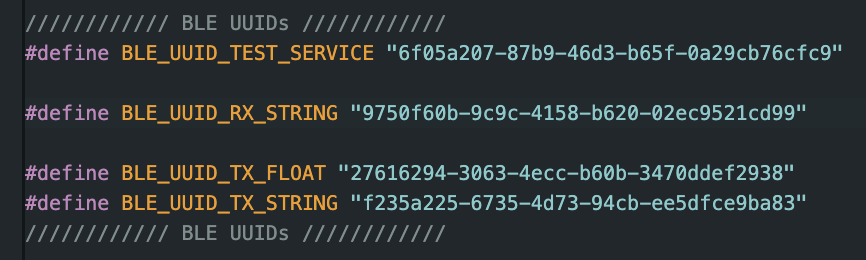 //////////// BLE UUIDs ////////////
#define BLE_UUID_TEST_SERVICE "6f05a207-87b9-46d3-b65f-0a29cb76cfc9"
#define BLE_UUID_RX_STRING "9750f60b-9c9c-4158-b620-02ec9521cd99"
#define BLE_UUID_TX_FLOAT "27616294-3063-4ecc-b60b-3470ddef2938"
#define BLE_UUID_TX_STRING "f235a225-6735-4d73-94cb-ee5dfce9ba83"
//////////// BLE UUIDs ////////////